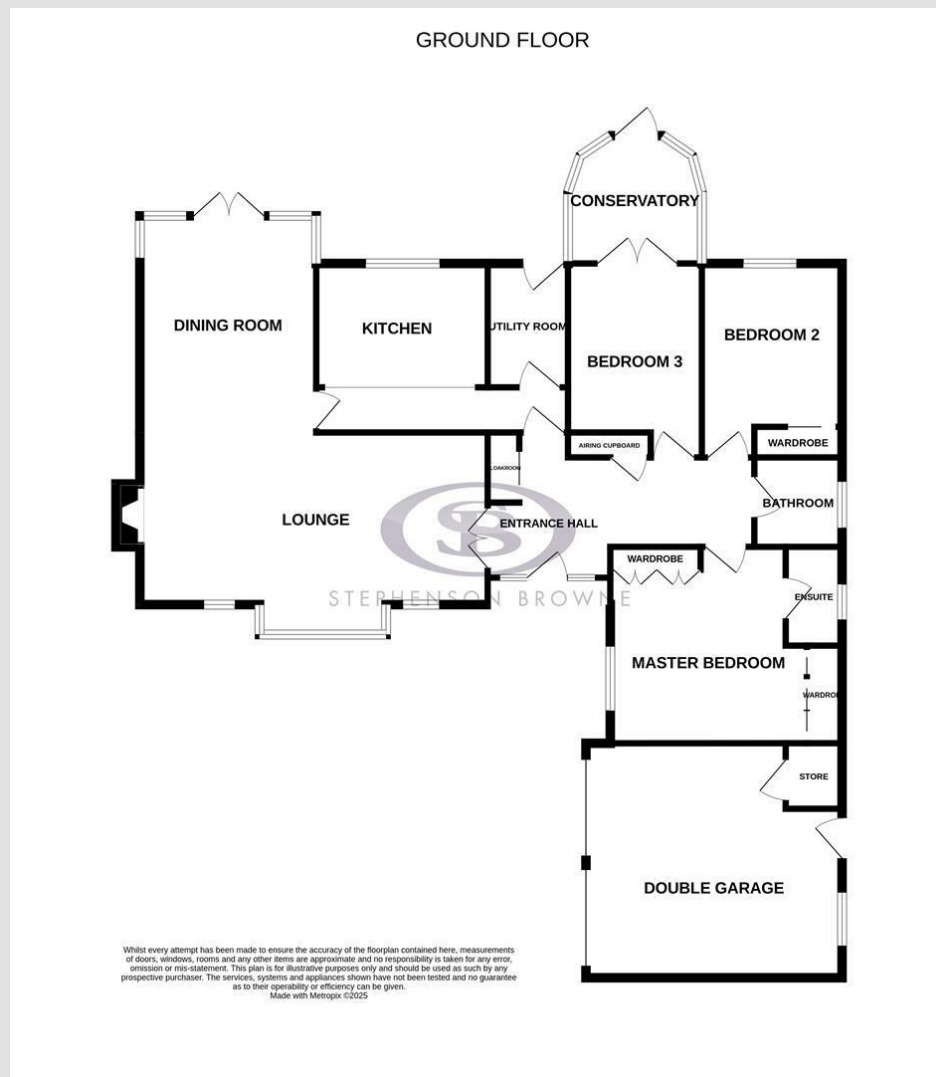 GROUND FLOOR
CONSERVATORY
DINING ROOM
KITCHEN
UTILITY ROOM
BEDROOM 3
BEDROOM 2
AIRING CUPBOARD
WARDROBE
LOAKROOM
BATHROOM
LOUNGE
ENTRANCE HALL
SB
STEPHENSON BROWNE
WARDROBE
ENSUITE
MASTER BEDROOM
WARDROB
STORE
DOUBLE GARAGE
Whilst every attempt has been made to ensure the accuracy of the floorplan contained here, measurements
of doors, windows, rooms and any other items are approximate and no responsibility is taken for any error,
omission or mis-statement. This plan is for illustrative purposes only and should be used as such by any
prospective purchaser. The services, systems and appliances shown have not been tested and no guarantee
as to their operability or efficiency can be given.
Made with Metropix ©2025